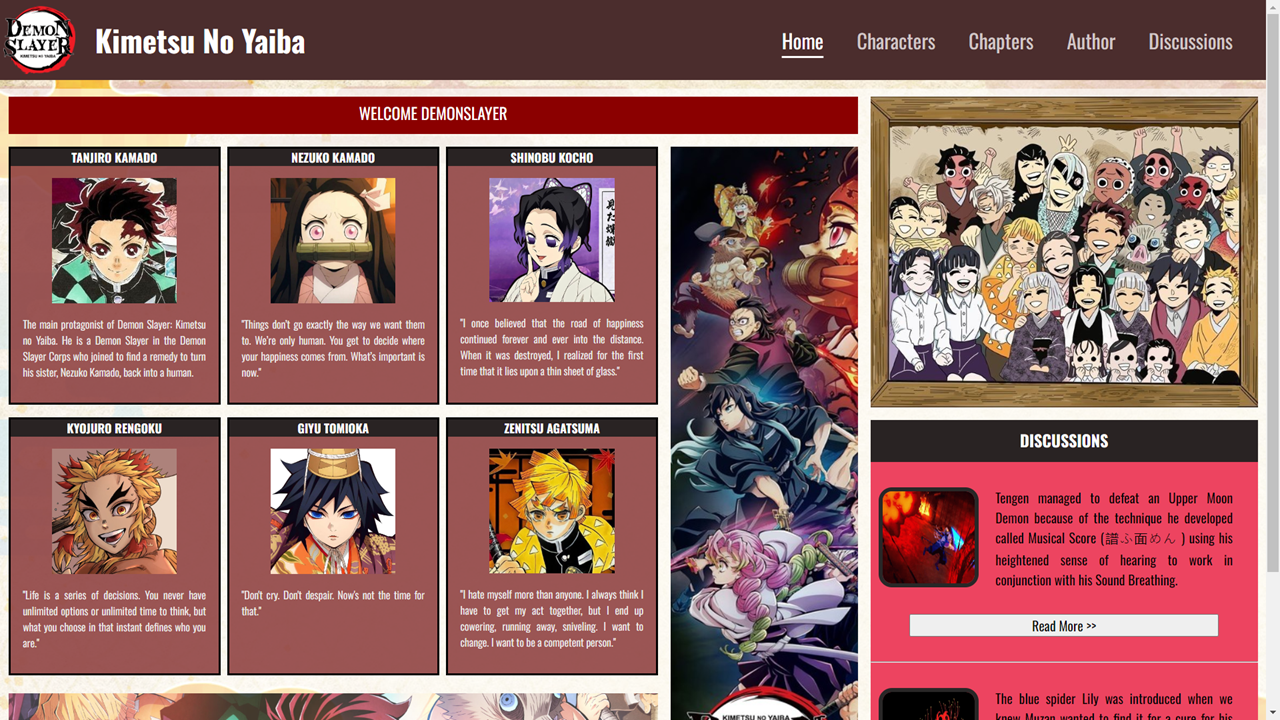 DEMON
SLAYER
KIMETSU NO YAIBA
Kimetsu No Yaiba
Home
Characters
Chapters
Author
Discussions
WELCOME DEMONSLAYER
TANJIRO KAMADO
The main protagonist of Demon Slayer: Kimetsu
no Yaiba. He is a Demon Slayer in the Demon
Slayer Corps who joined to find a remedy to turn
his sister, Nezuko Kamado, back into a human.
NEZUKO KAMADO
"Things don't go exactly the way we want them
to. We're only human. You get to decide where
your happiness comes from. What's important is
now."
SHINOBU KOCHO
"I once believed that the road of happiness
continued forever and ever into the distance.
When it was destroyed, I realized for the first
time that it lies upon a thin sheet of glass."
KYOJURO RENGOKU
"Life is a series of decisions. You never have
unlimited options or unlimited time to think, but
what you choose in that instant defines who you
are."
GIYU TOMIOKA
"Don't cry. Don't despair. Now's not the time for
that."
ZENITSU AGATSUMA
"I hate myself more than anyone. I always think I
have to get my act together, but I end up
cowering, running away, sniveling. I want to
change. I want to be a competent person."
KIMETSU NO YAIBA
DISCUSSIONS
Tengen managed to defeat an Upper Moon
Demon because of the technique he developed
called Musical Score (譜ふ面めん ) using his
heightened sense of hearing to work in
conjunction with his Sound Breathing.
Read More >>
The blue spider Lily was introduced when we
knew Muzan wanted to find it for a cure for his